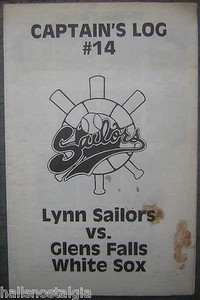 CAPTAIN'S LOG
#14
Sailors
Lynn Sailors
vs.
Glens Falls
White Sox
hallsnostalgia